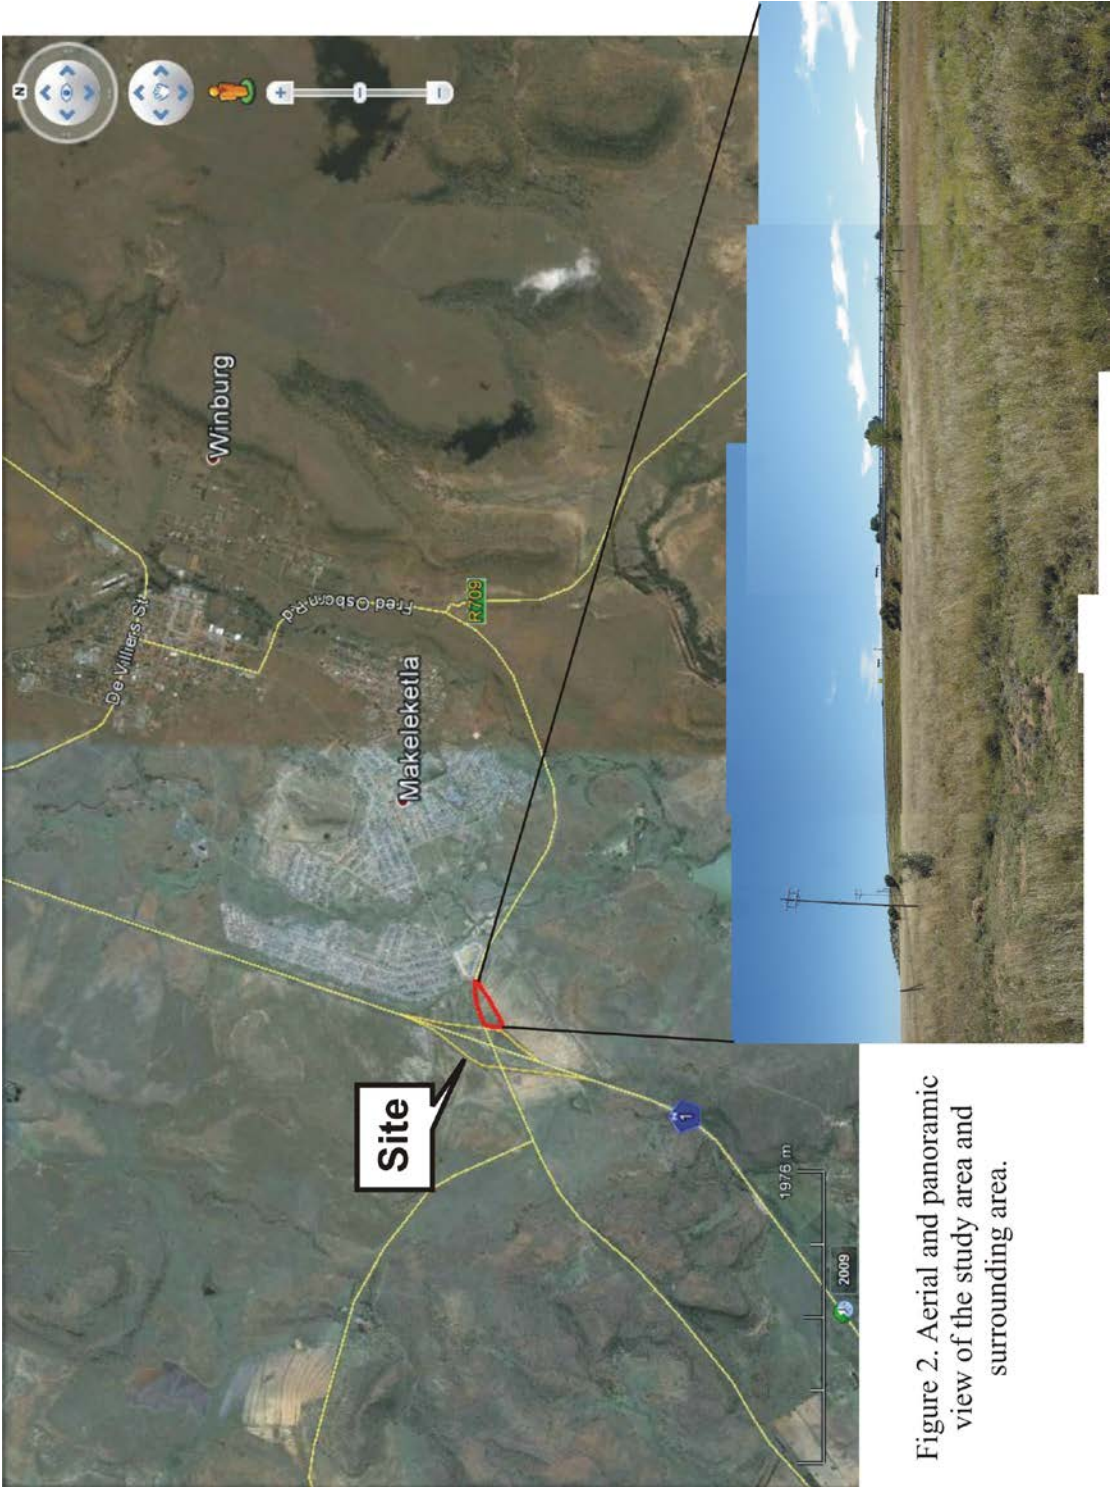 N
Winburg
De Villiers St
Fred Osborn Rd
R709
Makeleketla
Site
1
1976 m
2009
Figure 2. Aerial and panoramic
view of the study area and
surrounding area.